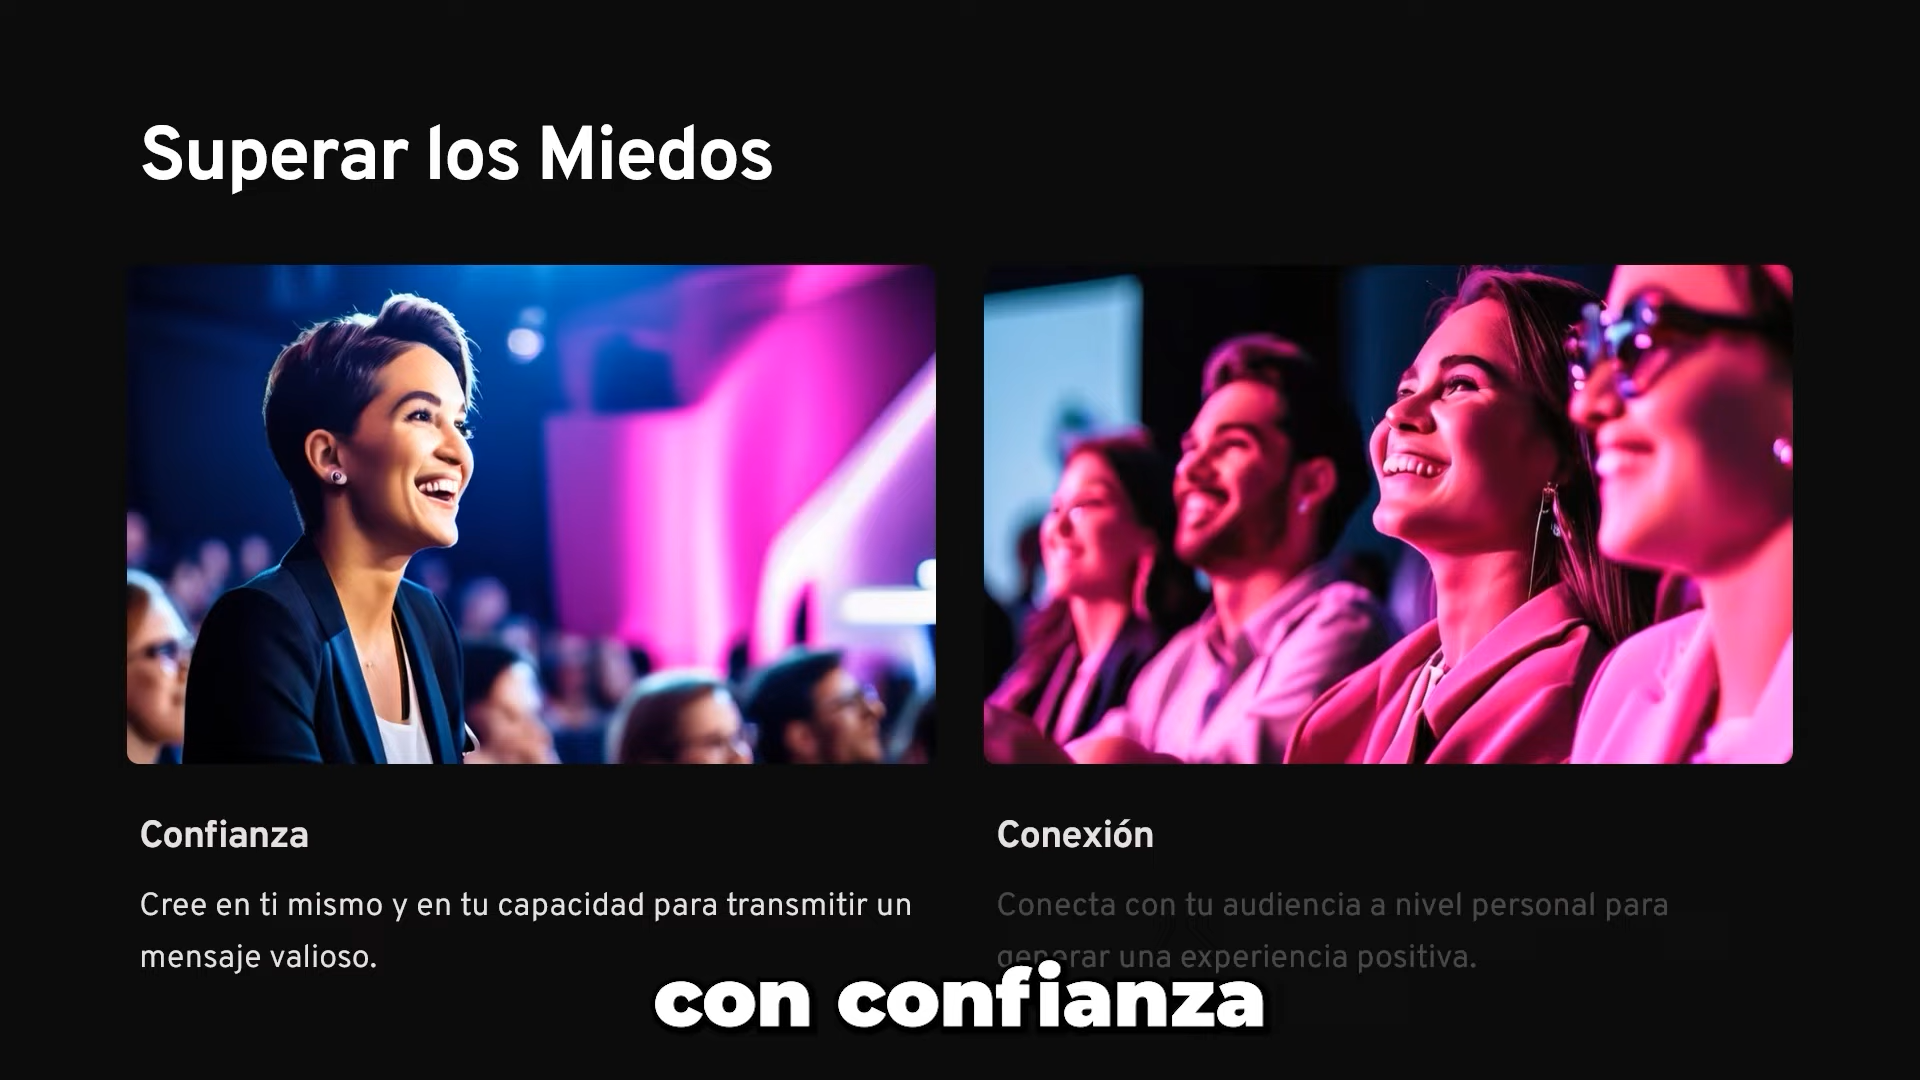 Superar los Miedos
Confianza
Cree en ti mismo y en tu capacidad para transmitir un
mensaje valioso.
Conexión
Conecta con tu audiencia a nivel personal para
generar una experiencia positiva.
con confianza